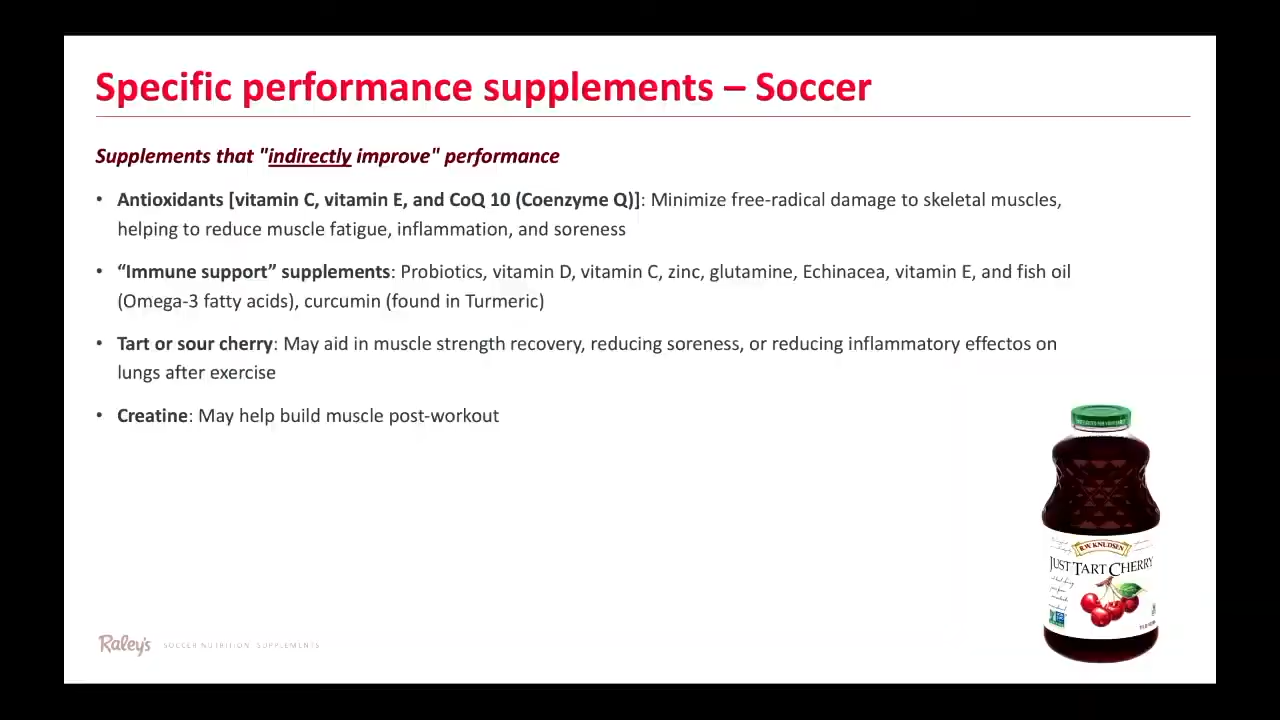 Specific performance supplements – Soccer
Supplements that "indirectly improve" performance
• Antioxidants [vitamin C, vitamin E, and CoQ 10 (Coenzyme Q)]: Minimize free-radical damage to skeletal muscles,
helping to reduce muscle fatigue, inflammation, and soreness
• “Immune support” supplements: Probiotics, vitamin D, vitamin C, zinc, glutamine, Echinacea, vitamin E, and fish oil
(Omega-3 fatty acids), curcumin (found in Turmeric)
• Tart or sour cherry: May aid in muscle strength recovery, reducing soreness, or reducing inflammatory effectos on
lungs after exercise
• Creatine: May help build muscle post-workout
R.W. KNUDSEN
JUST TART CHERRY
Raley's SOCCER NUTRITION SUPPLEMENTS